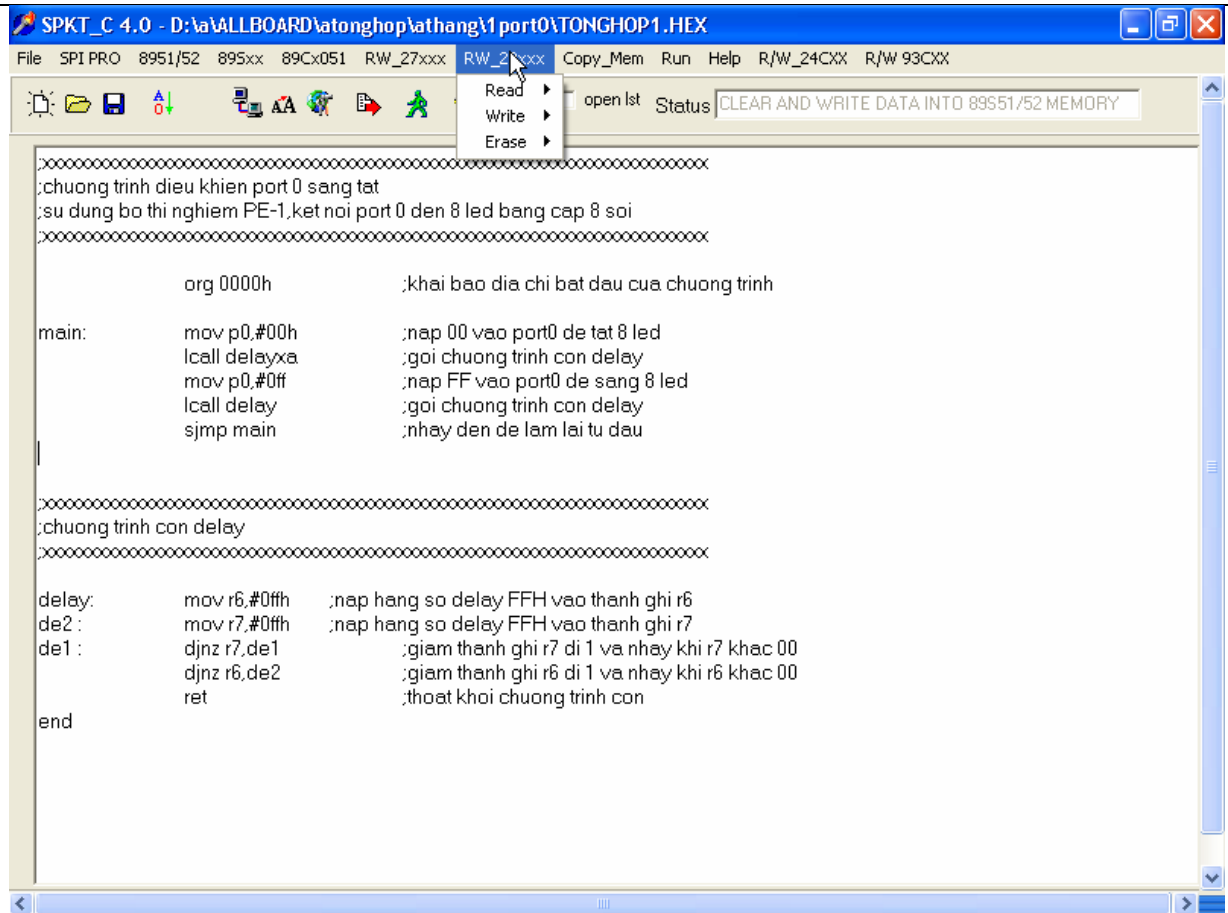 SPKT_C 4.0 - D:\a\ALLBOARD\atonghop\athang\1port0\TONGHOP1.HEX
File SPI PRO 8951/52 895xx 89Cx051 RW_27xxx Copy_Mem Run Help R/W_24CXX R/W 93CXX
Read
Write
Erase
open lst Status CLEAR AND WRITE DATA INTO 89S51/52 MEMORY
;chuong trinh dieu khien port 0 sang tat
;su dung bo thi nghiem PE-1,ket noi port 0 den 8 led bang cap 8 soi
org 0000h ;khai bao dia chi bat dau cua chuong trinh
main: mov p0,#00h ;nap 00 vao port0 de tat 8 led
lcall delayxa ;goi chuong trinh con delay
mov p0,#0ff ;nap FF vao port0 de sang 8 led
lcall delay ;goi chuong trinh con delay
sjmp main ;nhay den de lam lai tu dau
;chuong trinh con delay
delay: mov r6,#0ffh ;nap hang so delay FFH vao thanh ghi r6
de2 : mov r7,#0ffh ;nap hang so delay FFH vao thanh ghi r7
de1 : djnz r7,de1 ;giam thanh ghi r7 di 1 va nhay khi r7 khac 00
djnz r6,de2 ;giam thanh ghi r6 di 1 va nhay khi r6 khac 00
ret ;thoat khoi chuong trinh con
end